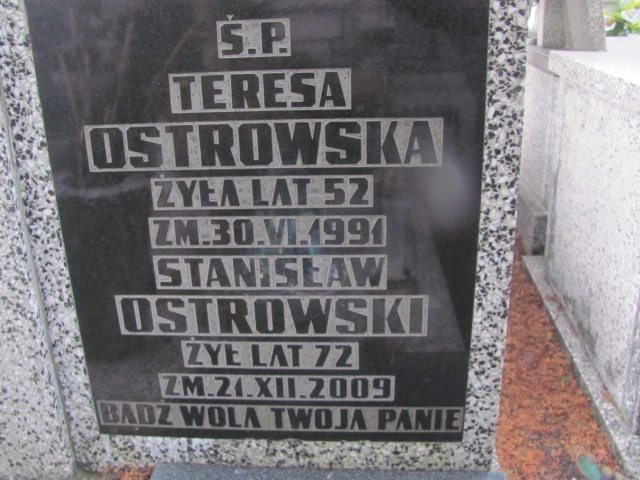 Ś.P.
TERESA
OSTROWSKA
ŻYŁA LAT 52
ZM.30.VI.1991
STANISŁAW
OSTROWSKI
ŻYŁ LAT 72
ZM.21.XII.2009
BĄDZ WOLA TWOJA PANIE